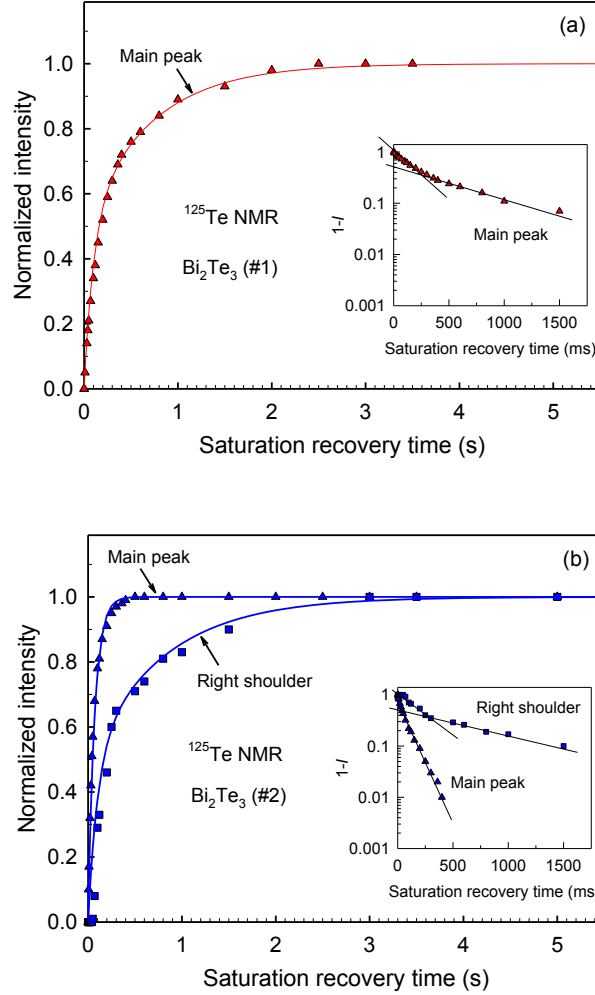 (a)
Main peak
1.0
0.8
0.6
0.4
0.2
0.0
Normalized intensity
¹²⁵Te NMR
Bi₂Te₃ (#1)
1
0.1
0.01
0.001
1-I
Main peak
0 500 1000 1500
Saturation recovery time (ms)
0 1 2 3 4 5
Saturation recovery time (s)
(b)
Main peak
1.0
0.8
0.6
0.4
0.2
0.0
Normalized intensity
Right shoulder
¹²⁵Te NMR
Bi₂Te₃ (#2)
1
0.1
0.01
0.001
1-I
Right shoulder
Main peak
0 500 1000 1500
Saturation recovery time (ms)
0 1 2 3 4 5
Saturation recovery time (s)